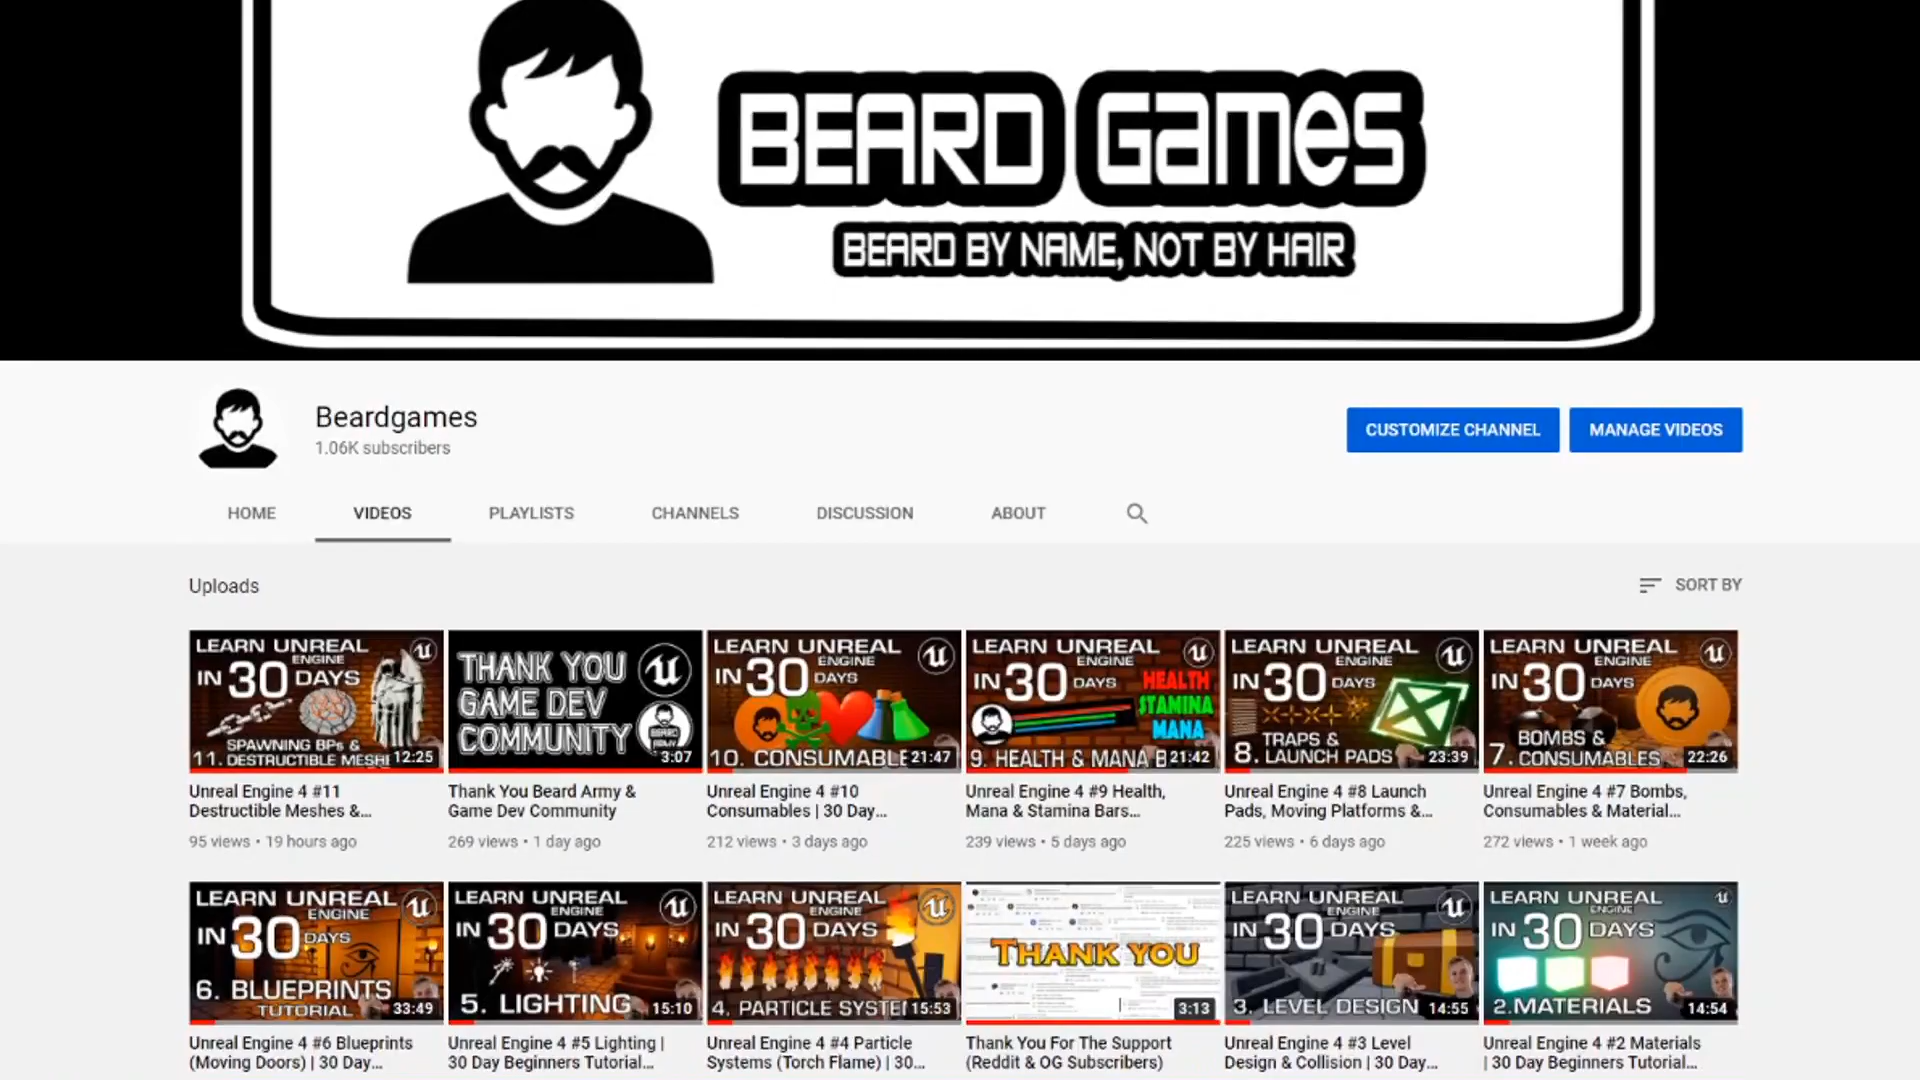 BEARD GAMES
BEARD BY NAME, NOT BY HAIR
Beardgames
1.06K subscribers
CUSTOMIZE CHANNEL
MANAGE VIDEOS
HOME
VIDEOS
PLAYLISTS
CHANNELS
DISCUSSION
ABOUT
Uploads
SORT BY
LEARN UNREAL
ENGINE
IN 30 DAYS
SPAWNING BPs &
11. DESTRUCTIBLE MESHE
12:25
Unreal Engine 4 #11
Destructible Meshes &...
95 views • 19 hours ago
THANK YOU
GAME DEV
COMMUNITY
BEARD
ARMY
3:07
Thank You Beard Army &
Game Dev Community
269 views • 1 day ago
LEARN UNREAL
ENGINE
IN 30 DAYS
10. CONSUMABLE
21:47
Unreal Engine 4 #10
Consumables | 30 Day...
212 views • 3 days ago
LEARN UNREAL
ENGINE
IN 30 DAYS
HEALTH
STAMINA
MANA
9. HEALTH & MANA B
21:42
Unreal Engine 4 #9 Health,
Mana & Stamina Bars...
239 views • 5 days ago
LEARN UNREAL
ENGINE
IN 30 DAYS
8. TRAPS &
LAUNCH PADS
23:39
Unreal Engine 4 #8 Launch
Pads, Moving Platforms &...
225 views • 6 days ago
LEARN UNREAL
ENGINE
IN 30 DAYS
7. BOMBS &
CONSUMABLES
22:26
Unreal Engine 4 #7 Bombs,
Consumables & Material...
272 views • 1 week ago
LEARN UNREAL
ENGINE
IN 30 DAYS
6. BLUEPRINTS
TUTORIAL
33:49
Unreal Engine 4 #6 Blueprints
(Moving Doors) | 30 Day...
LEARN UNREAL
ENGINE
IN 30 DAYS
5. LIGHTING
15:10
Unreal Engine 4 #5 Lighting |
30 Day Beginners Tutorial...
LEARN UNREAL
ENGINE
IN 30 DAYS
4. PARTICLE SYSTE
15:53
Unreal Engine 4 #4 Particle
Systems (Torch Flame) | 30...
THANK YOU
3:13
Thank You For The Support
(Reddit & OG Subscribers)
LEARN UNREAL
ENGINE
IN 30 DAYS
3. LEVEL DESIGN
14:55
Unreal Engine 4 #3 Level
Design & Collision | 30 Day...
LEARN UNREAL
ENGINE
IN 30 DAYS
2.MATERIALS
14:54
Unreal Engine 4 #2 Materials
| 30 Day Beginners Tutorial...